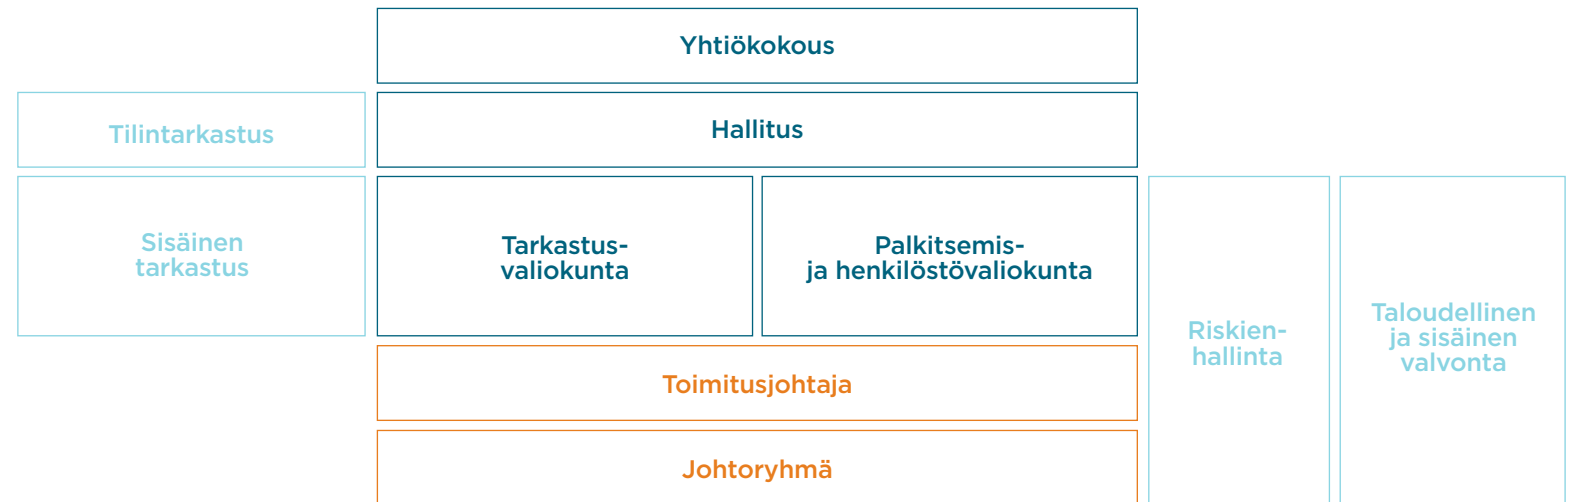 Yhtiökokous
Tilintarkastus
Hallitus
Sisäinen
tarkastus
Tarkastus-
valiokunta
Palkitsemis-
ja henkilöstövaliokunta
Riskien-
hallinta
Taloudellinen
ja sisäinen
valvonta
Toimitusjohtaja
Johtoryhmä